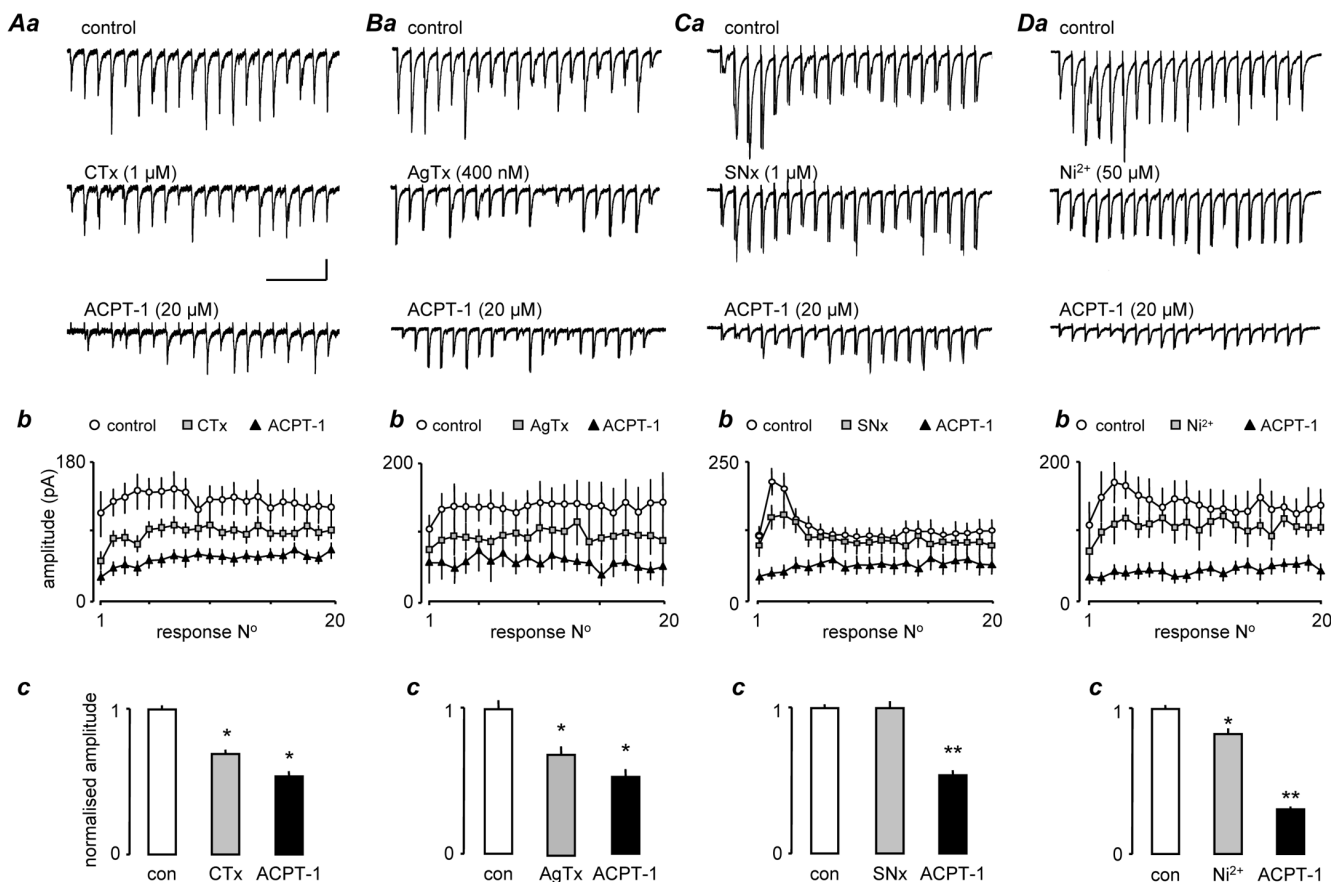 Aa Ba Ca Da
control control control control
CTx (1 µM) AgTx (400 nM) SNx (1 µM) Ni²⁺ (50 µM)
ACPT-1 (20 µM) ACPT-1 (20 µM) ACPT-1 (20 µM) ACPT-1 (20 µM)
b b b b
control CTx ACPT-1 control AgTx ACPT-1 control SNx ACPT-1 control Ni²⁺ ACPT-1
180 200 250 200
amplitude (pA)
0 0 0 0
1 20 1 20 1 20 1 20
response Nº response Nº response Nº response Nº
c c c c
1 1 1 1
* * * * ** * **
normalised amplitude
0 0 0 0
con CTx ACPT-1 con AgTx ACPT-1 con SNx ACPT-1 con Ni²⁺ ACPT-1